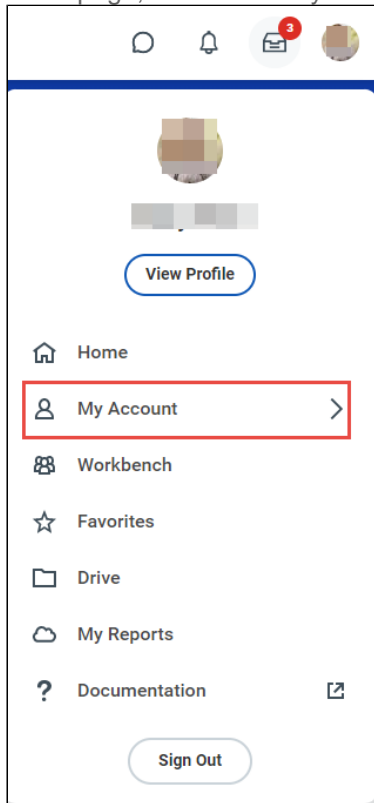 3
View Profile
Home
My Account
Workbench
Favorites
Drive
My Reports
Documentation
Sign Out